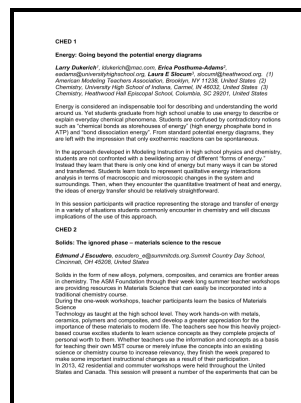 CHED 1
Energy: Going beyond the potential energy diagrams
Larry Dukerich¹, ldukerich@mac.com, Erica Posthuma-Adams²,
eadams@universityhighschool.org, Laura E Slocum³, slocuml@heathwood.org. (1)
American Modeling Teachers Association, Brooklyn, NY 11238, United States (2)
Chemistry, University High School of Indiana, Carmel, IN 46032, United States (3)
Chemistry, Heathwood Hall Episcopal School, Columbia, SC 29201, United States
Energy is considered an indispensable tool for describing and understanding the world
around us. Yet students graduate from high school unable to use energy to describe or
explain everyday chemical phenomena. Students are confused by contradictory notions
such as "chemical bonds as storehouses of energy" (high energy phosphate bond in
ATP) and "bond dissociation energy". From standard potential energy diagrams, they
are left with the impression that only exothermic reactions can be spontaneous.
In the approach developed in Modeling Instruction in high school physics and chemistry,
students are not confronted with a bewildering array of different "forms of energy."
Instead they learn that there is only one kind of energy but many ways it can be stored
and transferred. Students learn tools to represent qualitative energy interactions
analysis in terms of macroscopic and microscopic changes in the system and
surroundings. Then, when they encounter the quantitative treatment of heat and energy,
the ideas of energy transfer should be relatively straightforward.
In this session participants will practice representing the storage and transfer of energy
in a variety of situations students commonly encounter in chemistry and will discuss
implications of the use of this approach.
CHED 2
Solids: The ignored phase – materials science to the rescue
Edmund J Escudero, escudero_e@summitcds.org.Summit Country Day School,
Cincinnati, OH 45208, United States
Solids in the form of new alloys, polymers, composites, and ceramics are frontier areas
in chemistry. The ASM Foundation through their week long summer teacher workshops
are providing resources in Materials Science that can easily be incorporated into a
traditional chemistry course.
During the one-week workshops, teacher participants learn the basics of Materials
Science
Technology as taught at the high school level. They work hands-on with metals,
ceramics, polymers and composites, and develop a greater appreciation for the
importance of these materials to modern life. The teachers see how this heavily project-
based course excites students to learn science concepts as they complete projects of
personal worth to them. Whether teachers use the information and concepts as a basis
for teaching their own MST course or merely infuse the concepts into an existing
science or chemistry course to increase relevancy, they finish the week prepared to
make some important instructional changes as a result of their participation.
In 2013, 42 residential and commuter workshops were held throughout the United
States and Canada. This session will present a number of the experiments that can be